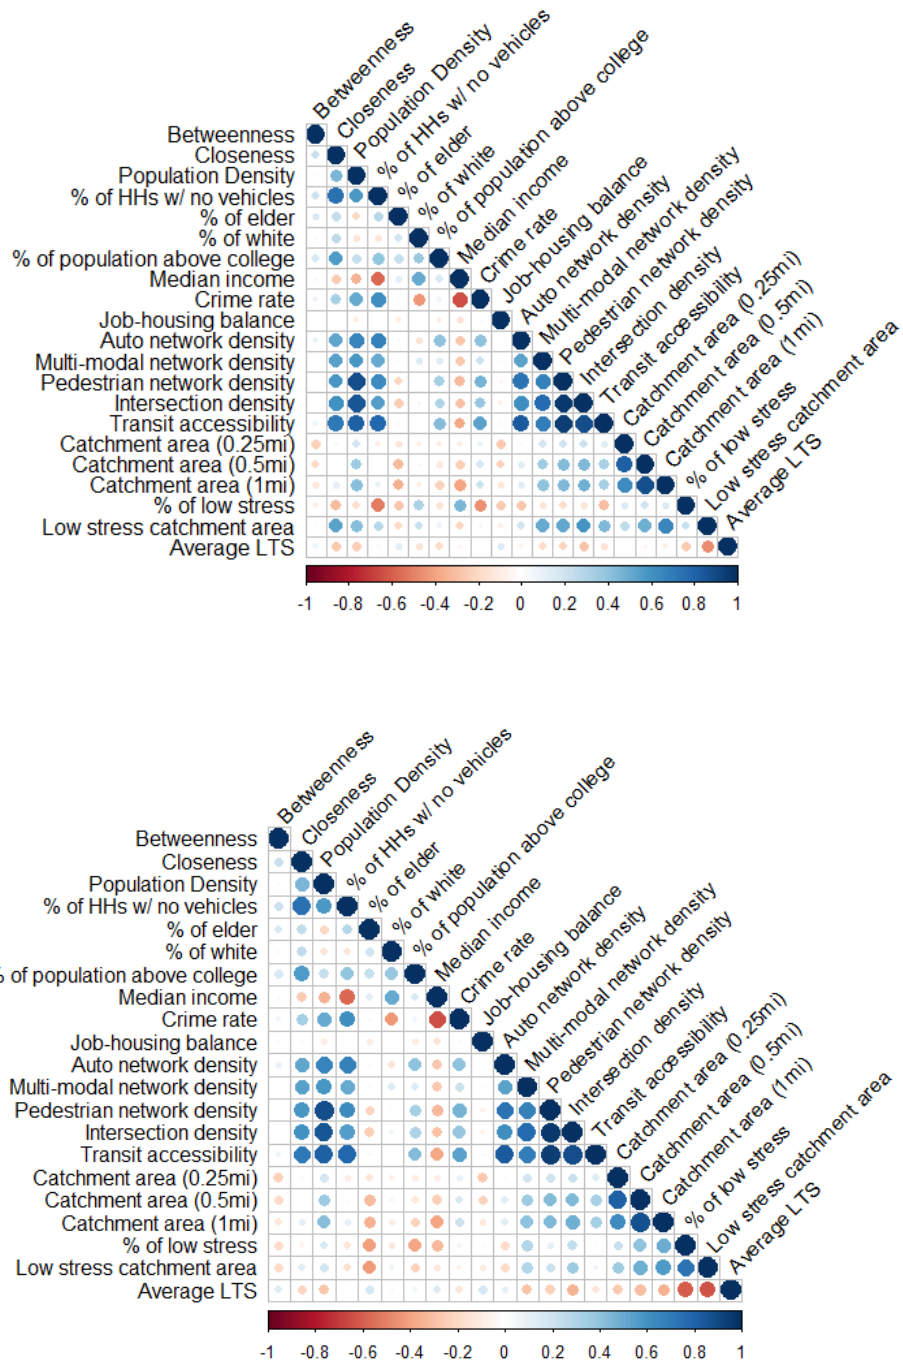 Betweenness
Closeness
Population Density
% of HHs w/ no vehicles
% of elder
% of white
% of population above college
Median income
Crime rate
Job-housing balance
Auto network density
Multi-modal network density
Pedestrian network density
Intersection density
Transit accessibility
Catchment area (0.25mi)
Catchment area (0.5mi)
Catchment area (1mi)
% of low stress
Low stress catchment area
Average LTS
Betweenness
Closeness
Population Density
% of HHs w/ no vehicles
% of elder
% of white
% of population above college
Median income
Crime rate
Job-housing balance
Auto network density
Multi-modal network density
Pedestrian network density
Intersection density
Transit accessibility
Catchment area (0.25mi)
Catchment area (0.5mi)
Catchment area (1mi)
% of low stress
Low stress catchment area
Average LTS
-1 -0.8 -0.6 -0.4 -0.2 0 0.2 0.4 0.6 0.8 1
Betweenness
Closeness
Population Density
% of HHs w/ no vehicles
% of elder
% of white
% of population above college
Median income
Crime rate
Job-housing balance
Auto network density
Multi-modal network density
Pedestrian network density
Intersection density
Transit accessibility
Catchment area (0.25mi)
Catchment area (0.5mi)
Catchment area (1mi)
% of low stress
Low stress catchment area
Average LTS
Betweenness
Closeness
Population Density
% of HHs w/ no vehicles
% of elder
% of white
% of population above college
Median income
Crime rate
Job-housing balance
Auto network density
Multi-modal network density
Pedestrian network density
Intersection density
Transit accessibility
Catchment area (0.25mi)
Catchment area (0.5mi)
Catchment area (1mi)
% of low stress
Low stress catchment area
Average LTS
-1 -0.8 -0.6 -0.4 -0.2 0 0.2 0.4 0.6 0.8 1